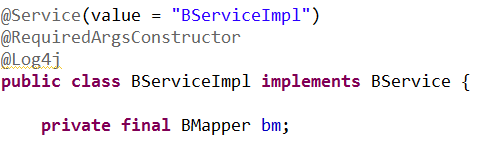 @Service(value = "BServiceImpl")
@RequiredArgsConstructor
@Log4j
public class BServiceImpl implements BService {
private final BMapper bm;